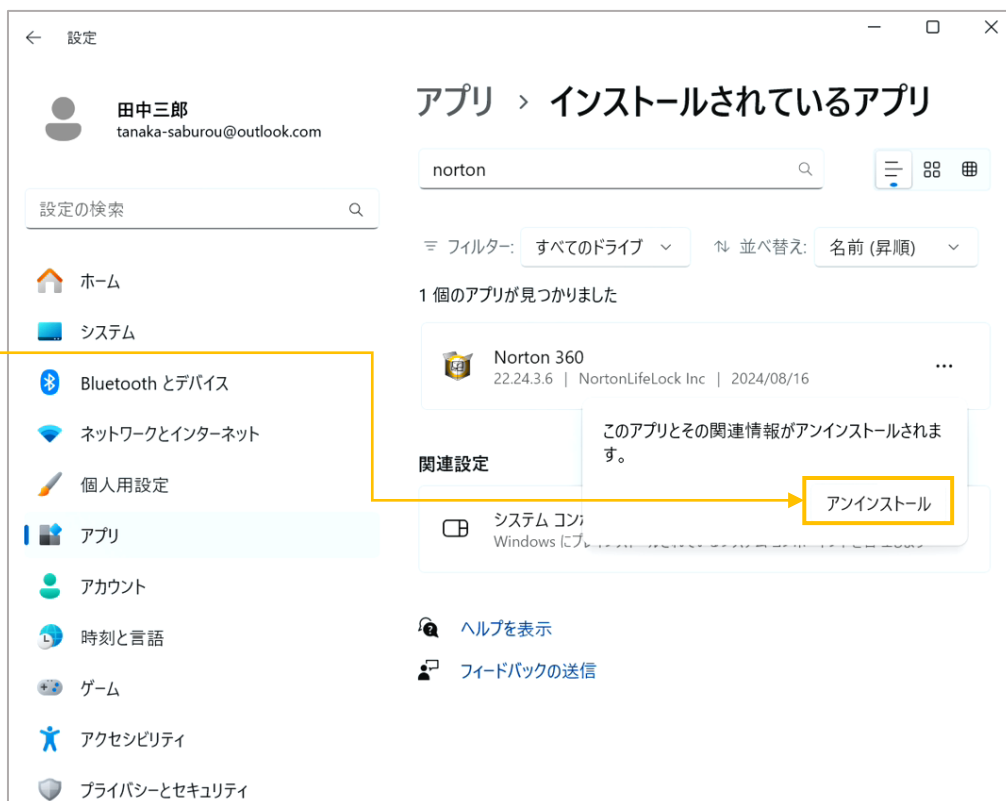 設定
田中三郎
tanaka-saburou@outlook.com
設定の検索
ホーム
システム
Bluetooth とデバイス
ネットワークとインターネット
個人用設定
アプリ
アカウント
時刻と言語
ゲーム
アクセシビリティ
プライバシーとセキュリティ
アプリ › インストールされているアプリ
norton
フィルター: すべてのドライブ 並べ替え: 名前 (昇順)
1 個のアプリが見つかりました
Norton 360
22.24.3.6 | NortonLifeLock Inc | 2024/08/16
このアプリとその関連情報がアンインストールされま
す。
アンインストール
関連設定
システム コン
Windows にプ
ヘルプを表示
フィードバックの送信